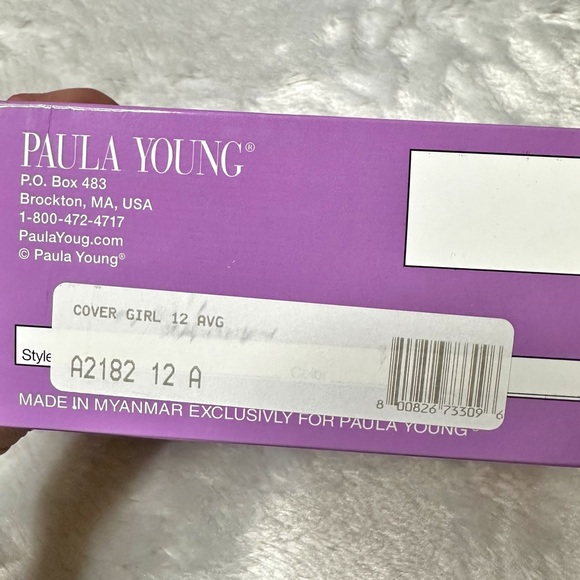 PAULA YOUNG®
P.O. Box 483
Brockton, MA, USA
1-800-472-4717
PaulaYoug.com
© Paula Young®
COVER GIRL 12 AVG
Style
A2182 12 A
8 00826 73309 6
MADE IN MYANMAR EXCLUSIVLY FOR PAULA YOUNG®